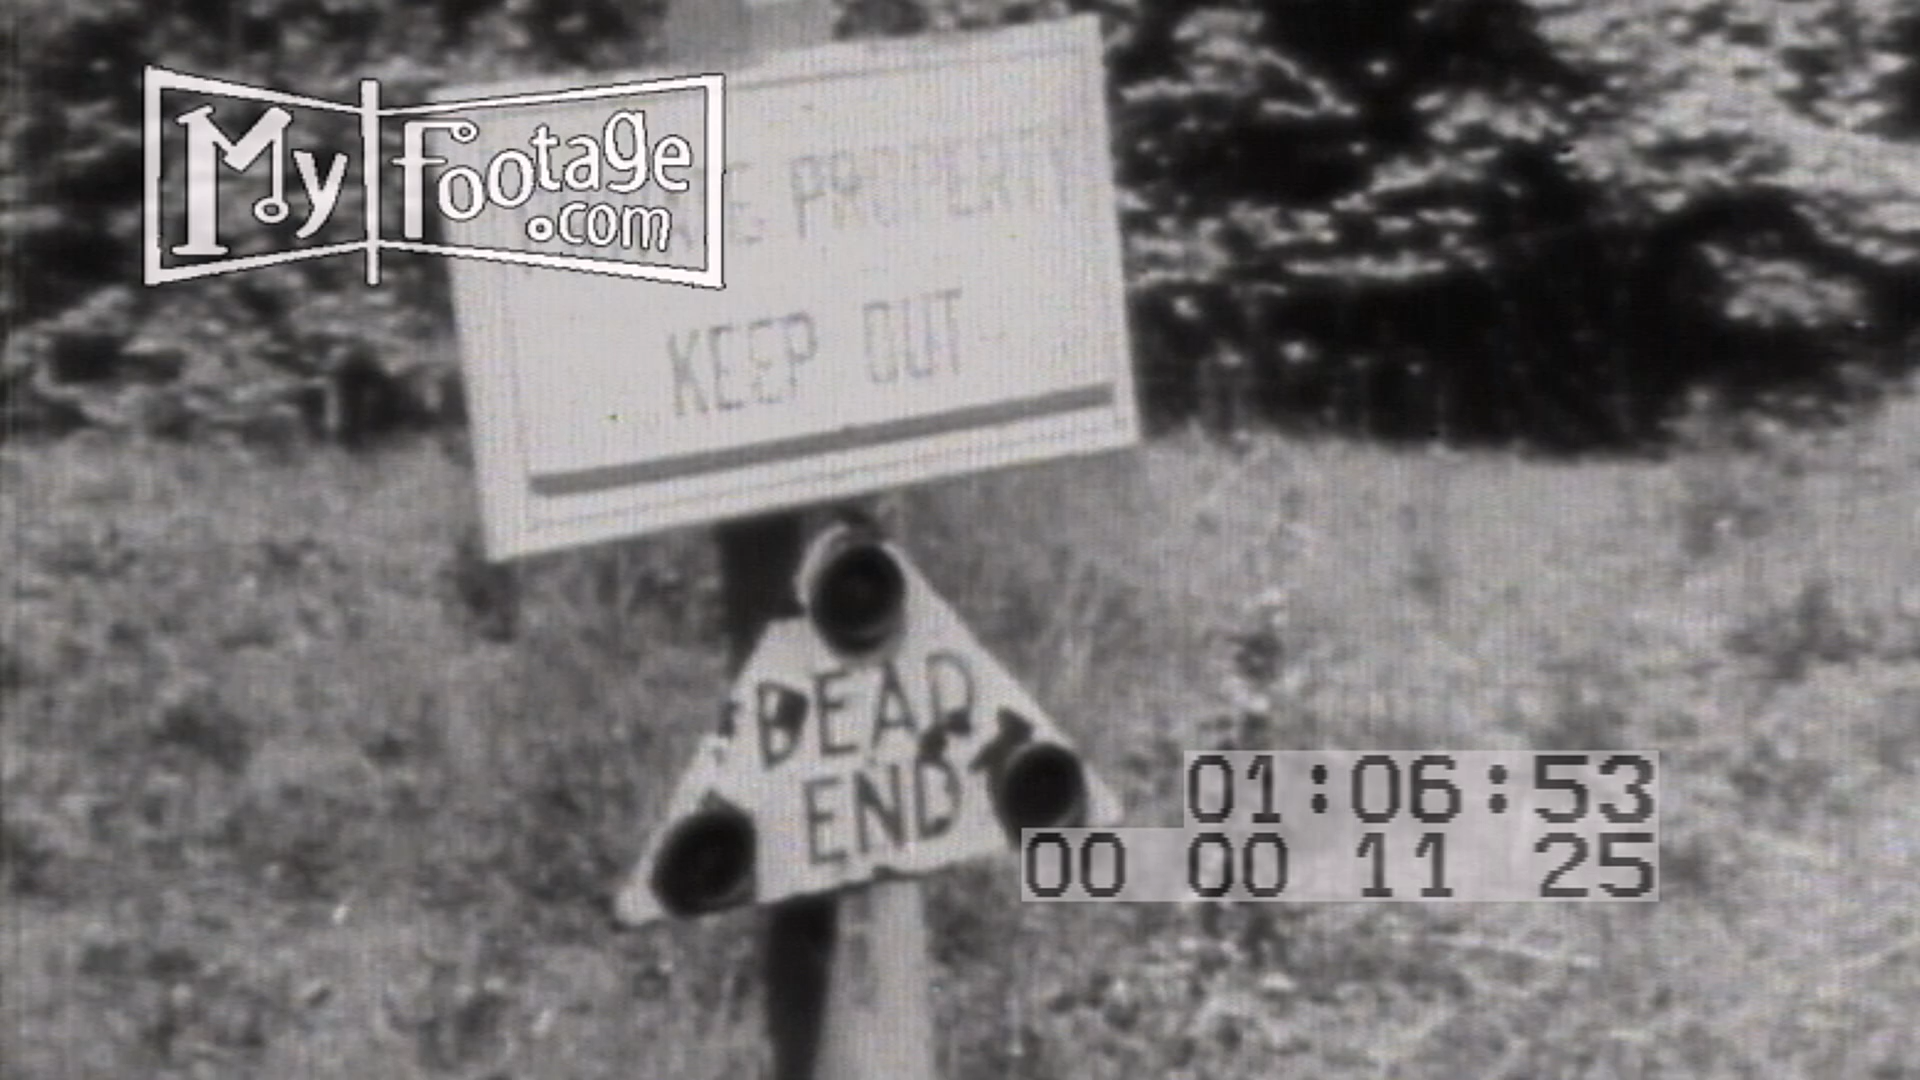 My Footage
.com
PROPERTY
KEEP OUT
DEAD
END
01:06:53
00 00 11 25